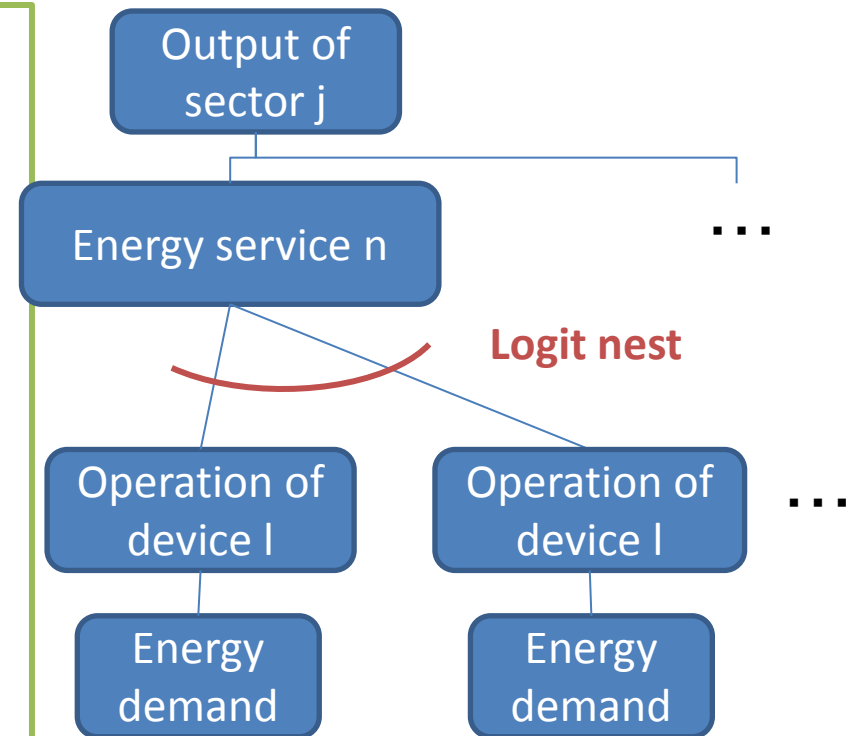 Output of
sector j
Energy service n
...
Logit nest
Operation of
device l
Operation of
device l
...
Energy
demand
Energy
demand